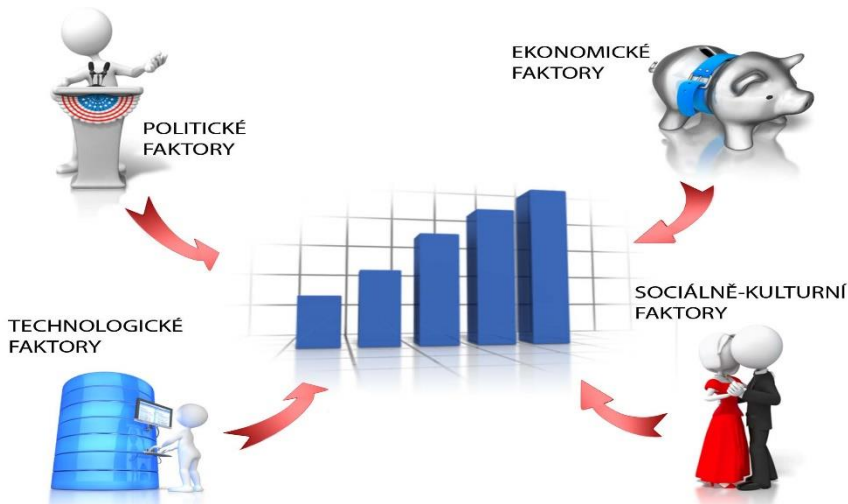 POLITICKÉ
FAKTORY
EKONOMICKÉ
FAKTORY
TECHNOLOGICKÉ
FAKTORY
SOCIÁLNĚ-KULTURNÍ
FAKTORY